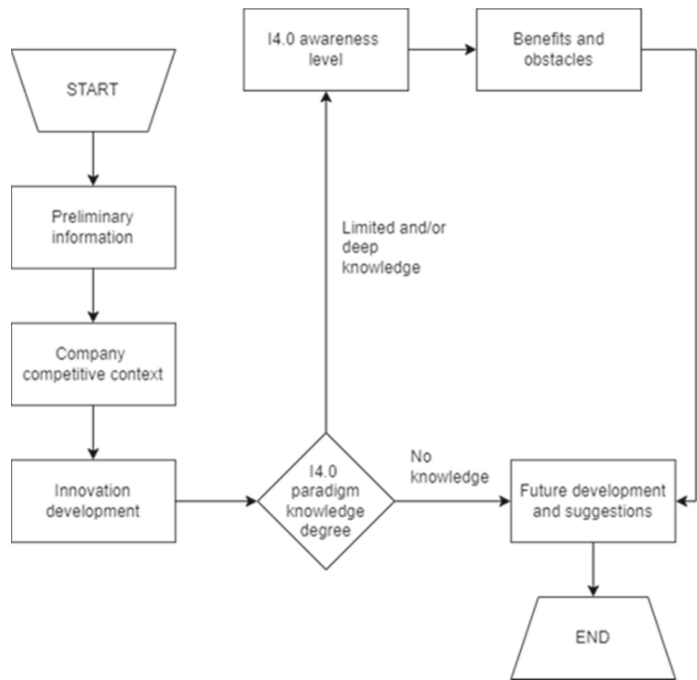 START
Preliminary
information
Company
competitive context
Innovation
development
I4.0
paradigm
knowledge
degree
Limited and/or
deep
knowledge
I4.0 awareness
level
Benefits and
obstacles
No
knowledge
Future development
and suggestions
END